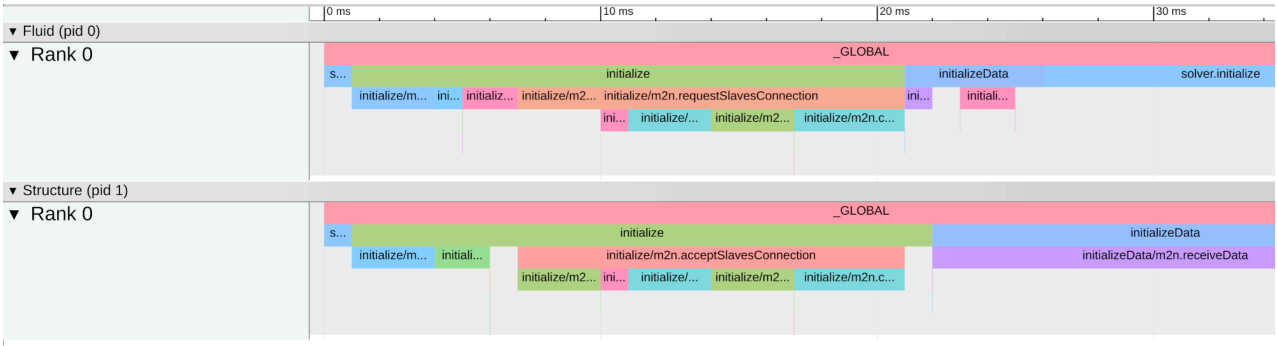 0 ms 10 ms 20 ms 30 ms
▼ Fluid (pid 0)
▼ Rank 0
_GLOBAL
s... initialize initializeData solver.initialize
initialize/m... ini... initializ... initialize/m2... initialize/m2n.requestSlavesConnection ini... initiali...
ini... initialize/... initialize/m2... initialize/m2n.c...
▼ Structure (pid 1)
▼ Rank 0
_GLOBAL
s... initialize initializeData
initialize/m... initiali... initialize/m2n.acceptSlavesConnection initializeData/m2n.receiveData
initialize/m2... ini... initialize/... initialize/m2... initialize/m2n.c...